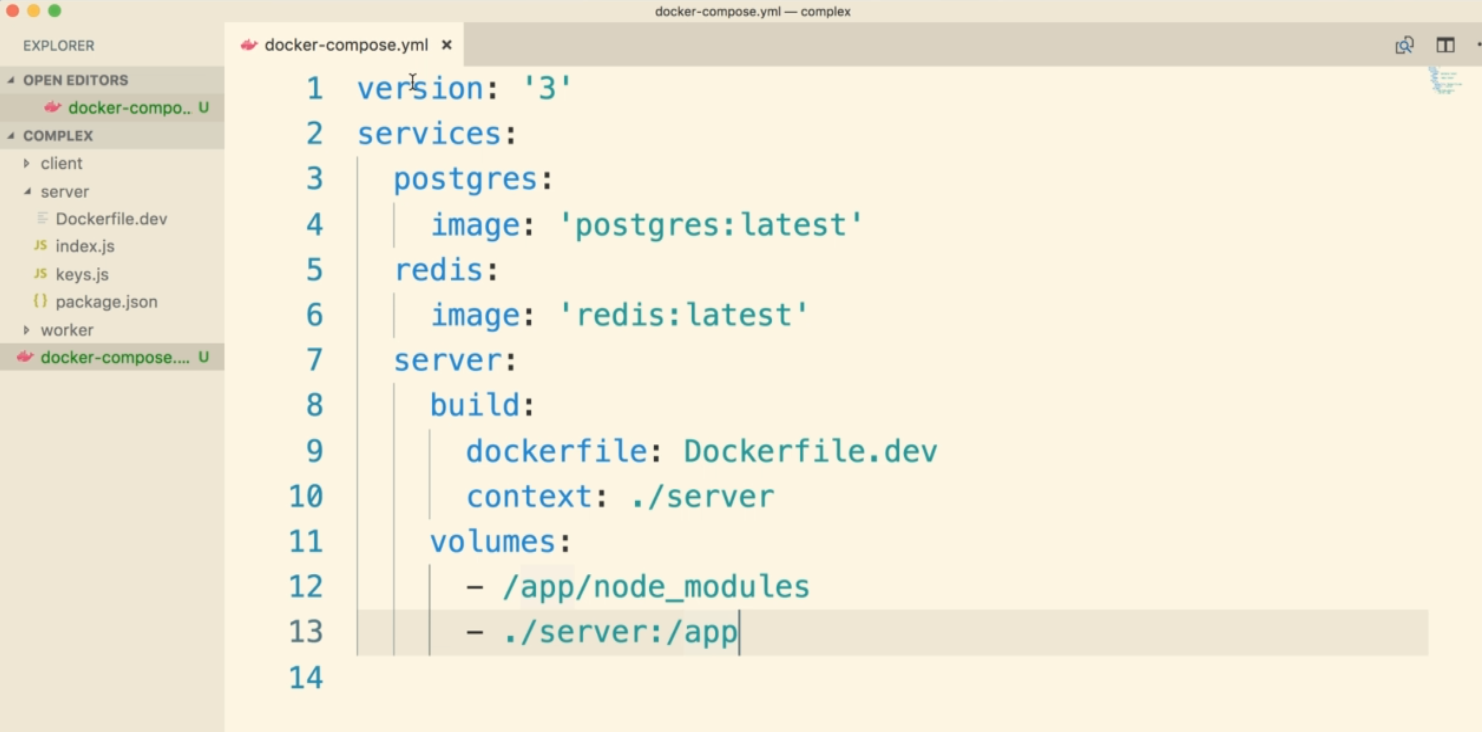 docker-compose.yml — complex
EXPLORER
OPEN EDITORS
docker-compo.. U
COMPLEX
client
server
Dockerfile.dev
JS index.js
JS keys.js
{} package.json
worker
docker-compose.... U
docker-compose.yml ×
1 version: '3'
2 services:
3   postgres:
4     image: 'postgres:latest'
5   redis:
6     image: 'redis:latest'
7   server:
8     build:
9       dockerfile: Dockerfile.dev
10       context: ./server
11     volumes:
12       - /app/node_modules
13       - ./server:/app
14